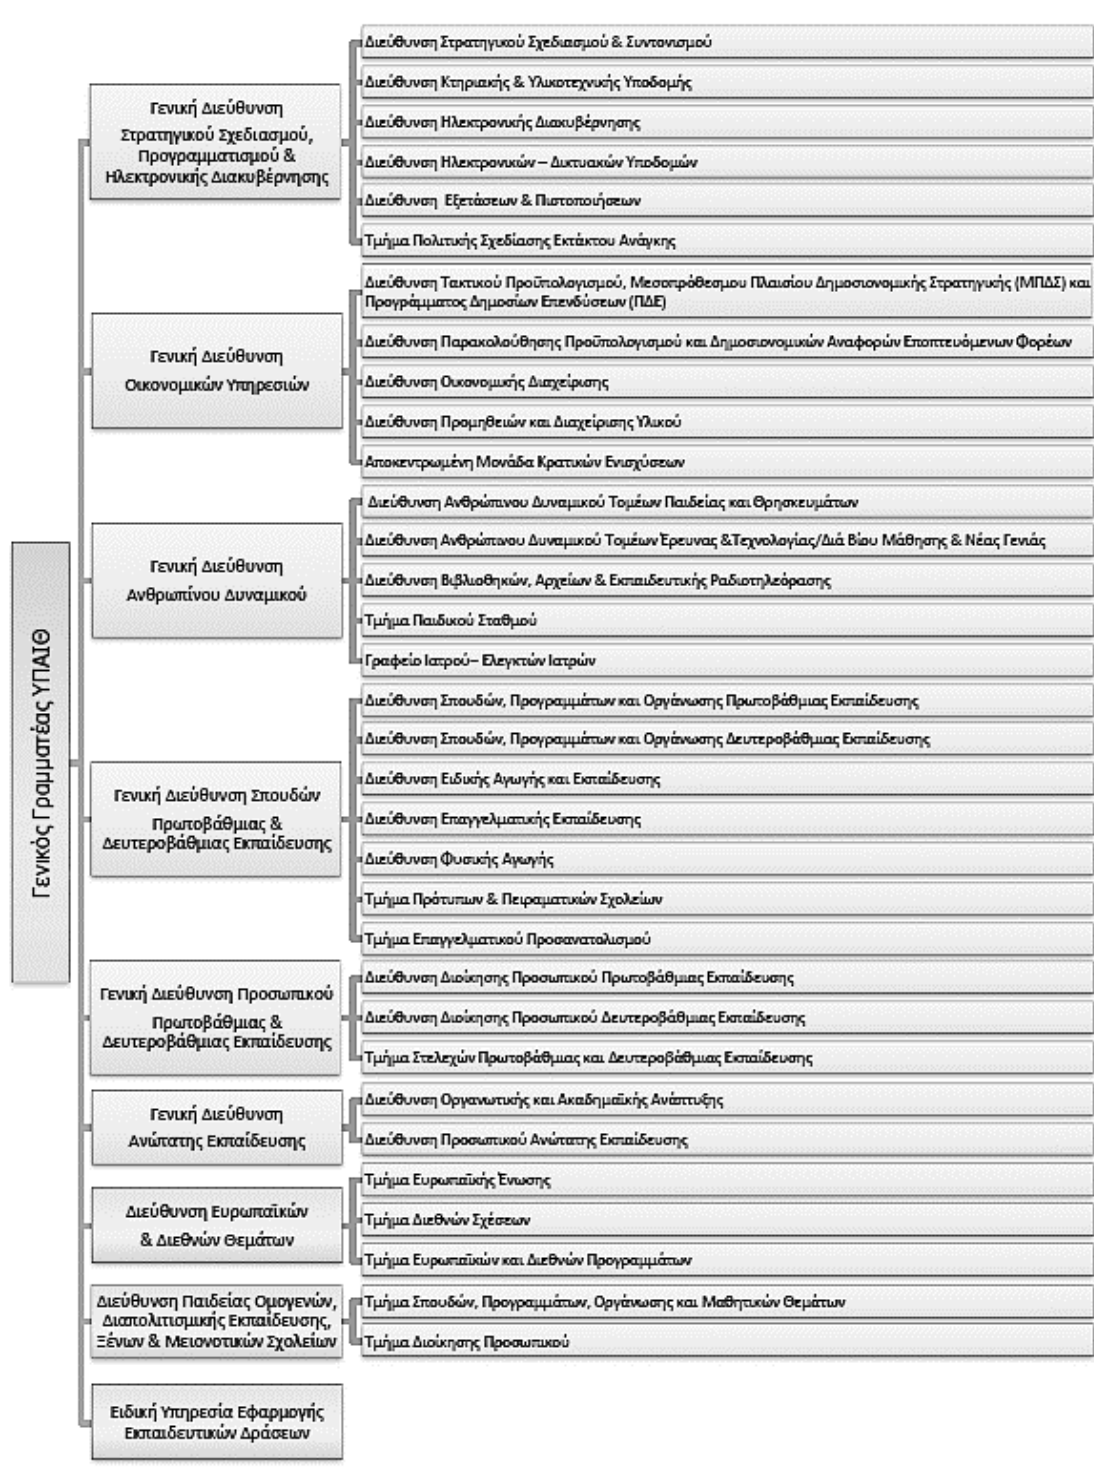 Γενικός Γραμματέας ΥΠΑΙΘ
Γενική Διεύθυνση
Στρατηγικού Σχεδιασμού,
Προγραμματισμού &
Ηλεκτρονικής Διακυβέρνησης
Διεύθυνση Στρατηγικού Σχεδιασμού & Συντονισμού
Διεύθυνση Κτηριακής & Υλικοτεχνικής Υποδομής
Διεύθυνση Ηλεκτρονικής Διακυβέρνησης
Διεύθυνση Ηλεκτρονικών – Δικτυακών Υποδομών
Διεύθυνση Εξετάσεων & Πιστοποιήσεων
Τμήμα Πολιτικής Σχεδίασης Εκτάκτου Ανάγκης
Γενική Διεύθυνση
Οικονομικών Υπηρεσιών
Διεύθυνση Τακτικού Προϋπολογισμού, Μεσοπρόθεσμου Πλαισίου Δημοσιονομικής Στρατηγικής (ΜΠΔΣ) και
Προγράμματος Δημοσίων Επενδύσεων (ΠΔΕ)
Διεύθυνση Παρακολούθησης Προϋπολογισμού και Δημοσιονομικών Αναφορών Εποπτευόμενων Φορέων
Διεύθυνση Οικονομικής Διαχείρισης
Διεύθυνση Προμηθειών και Διαχείρισης Υλικού
Αποκεντρωμένη Μονάδα Κρατικών Ενισχύσεων
Γενική Διεύθυνση
Ανθρωπίνου Δυναμικού
Διεύθυνση Ανθρώπινου Δυναμικού Τομέων Παιδείας και Θρησκευμάτων
Διεύθυνση Ανθρώπινου Δυναμικού Τομέων Έρευνας &Τεχνολογίας/Διά Βίου Μάθησης & Νέας Γενιάς
Διεύθυνση Βιβλιοθηκών, Αρχείων & Εκπαιδευτικής Ραδιοτηλεόρασης
Τμήμα Παιδικού Σταθμού
Γραφείο Ιατρού– Ελεγκτών Ιατρών
Γενική Διεύθυνση Σπουδών
Πρωτοβάθμιας &
Δευτεροβάθμιας Εκπαίδευσης
Διεύθυνση Σπουδών, Προγραμμάτων και Οργάνωσης Πρωτοβάθμιας Εκπαίδευσης
Διεύθυνση Σπουδών, Προγραμμάτων και Οργάνωσης Δευτεροβάθμιας Εκπαίδευσης
Διεύθυνση Ειδικής Αγωγής και Εκπαίδευσης
Διεύθυνση Επαγγελματικής Εκπαίδευσης
Διεύθυνση Φυσικής Αγωγής
Τμήμα Πρότυπων & Πειραματικών Σχολείων
Τμήμα Επαγγελματικού Προσανατολισμού
Γενική Διεύθυνση Προσωπικού
Πρωτοβάθμιας &
Δευτεροβάθμιας Εκπαίδευσης
Διεύθυνση Διοίκησης Προσωπικού Πρωτοβάθμιας Εκπαίδευσης
Διεύθυνση Διοίκησης Προσωπικού Δευτεροβάθμιας Εκπαίδευσης
Τμήμα Στελεχών Πρωτοβάθμιας και Δευτεροβάθμιας Εκπαίδευσης
Γενική Διεύθυνση
Ανώτατης Εκπαίδευσης
Διεύθυνση Οργανωτικής και Ακαδημαϊκής Ανάπτυξης
Διεύθυνση Προσωπικού Ανώτατης Εκπαίδευσης
Διεύθυνση Ευρωπαϊκών
& Διεθνών Θεμάτων
Τμήμα Ευρωπαϊκής Ένωσης
Τμήμα Διεθνών Σχέσεων
Τμήμα Ευρωπαϊκών και Διεθνών Προγραμμάτων
Διεύθυνση Παιδείας Ομογενών,
Διαπολιτισμικής Εκπαίδευσης,
Ξένων & Μειονοτικών Σχολείων
Τμήμα Σπουδών, Προγραμμάτων, Οργάνωσης και Μαθητικών Θεμάτων
Τμήμα Διοίκησης Προσωπικού
Ειδική Υπηρεσία Εφαρμογής
Εκπαιδευτικών Δράσεων